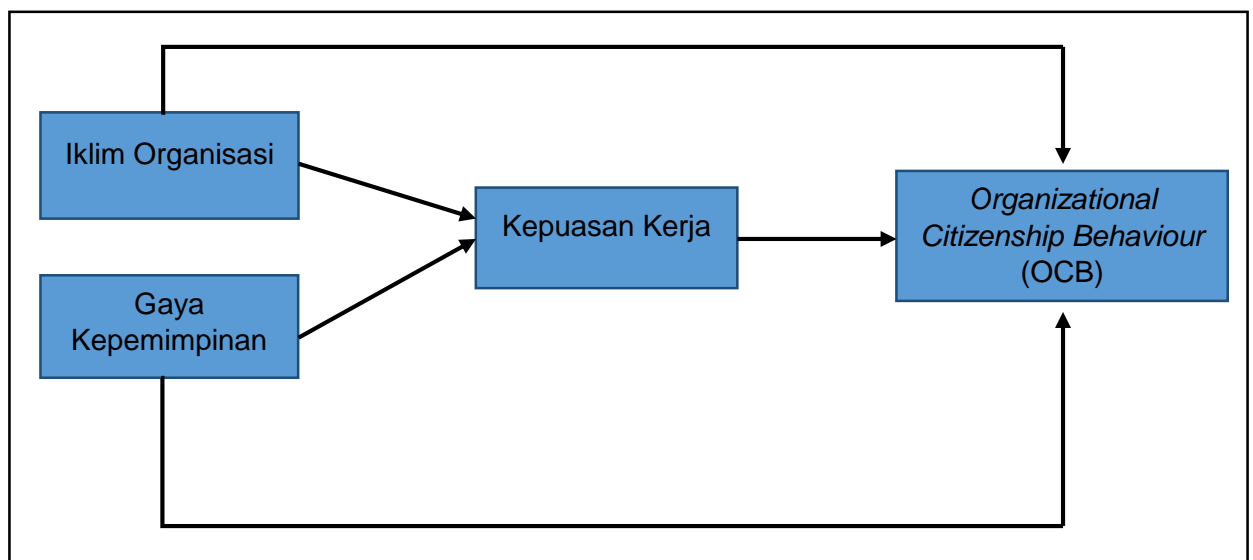 Iklim Organisasi
Gaya
Kepemimpinan
Kepuasan Kerja
Organizational
Citizenship Behaviour
(OCB)